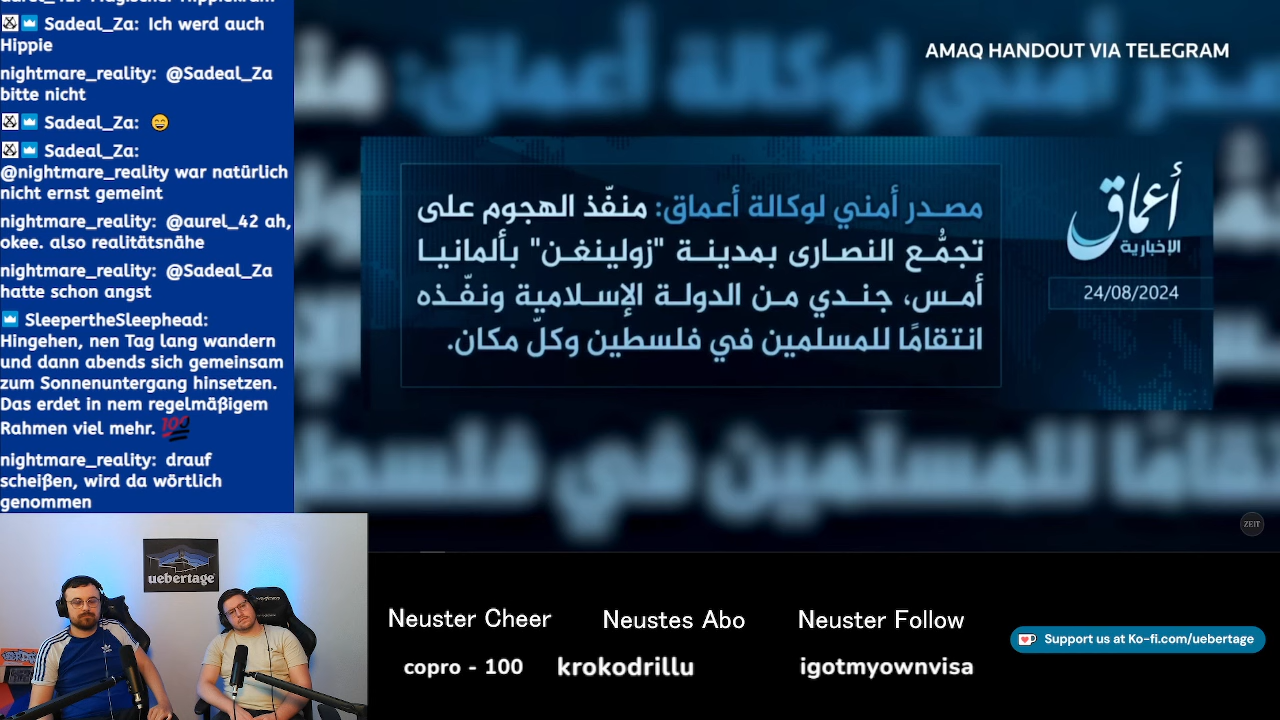 Sadeal_Za: Ich werd auch
Hippie
nightmare_reality: @Sadeal_Za
bitte nicht
Sadeal_Za: 😄
Sadeal_Za:
@nightmare_reality war natürlich
nicht ernst gemeint
nightmare_reality: @aurel_42 ah,
okee. also realitätsnähe
nightmare_reality: @Sadeal_Za
hatte schon angst
SleepertheSleephead:
Hingehen, nen Tag lang wandern
und dann abends sich gemeinsam
zum Sonnenuntergang hinsetzen.
Das erdet in nem regelmäßigem
Rahmen viel mehr. 💯
nightmare_reality: drauf
scheißen, wird da wörtlich
genommen
AMAQ HANDOUT VIA TELEGRAM
مصدر أمني لوكالة أعماق: منفّذ الهجوم على
تجمُّع النصارى بمدينة "زولينغن" بألمانيا
أمس، جندي من الدولة الإسلامية ونفّذه
انتقامًا للمسلمين في فلسطين وكلّ مكان.
أعماق
الإخبارية
24/08/2024
ZEIT
uebertage
Neuster Cheer
copro - 100
Neustes Abo
krokodrillu
Neuster Follow
igotmyownvisa
Support us at Ko-fi.com/uebertage